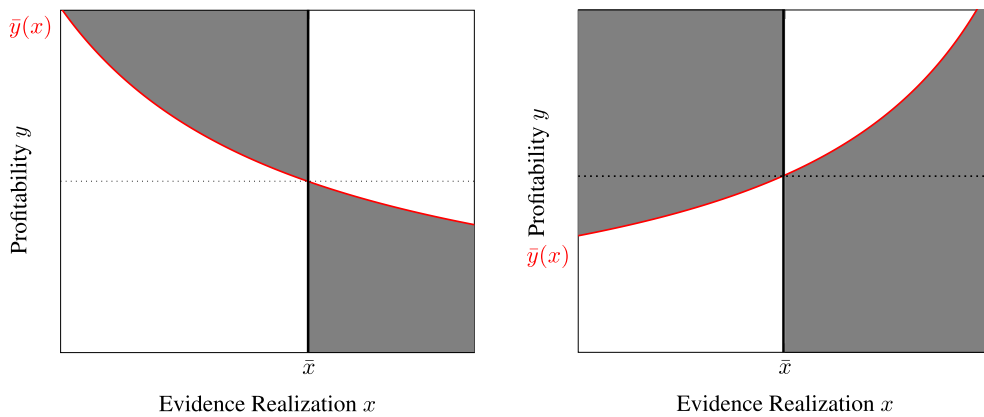 ȳ(x)
Profitability y
x̄
Evidence Realization x
Profitability y
ȳ(x)
x̄
Evidence Realization x